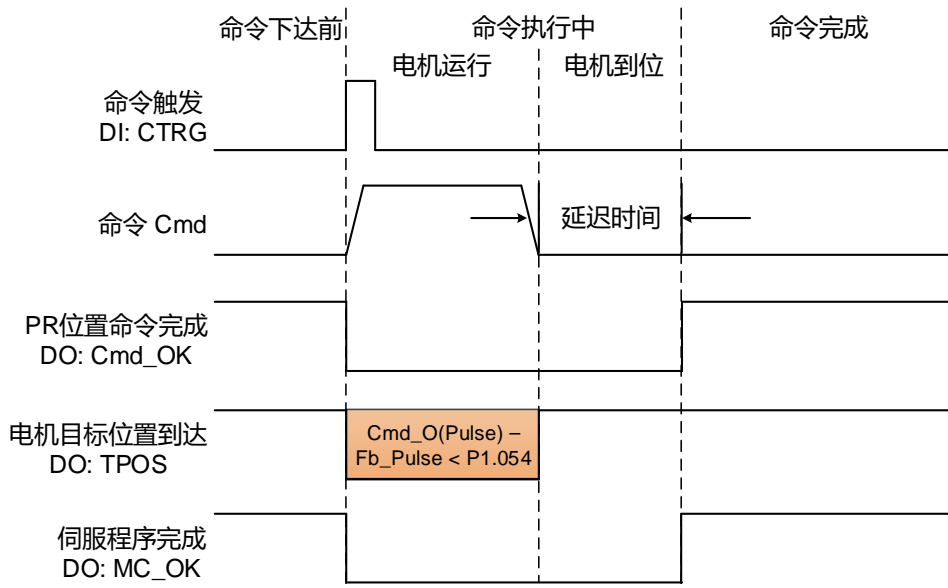 命令下达前
命令执行中
命令完成
电机运行
电机到位
命令触发
DI: CTRG
命令 Cmd
延迟时间
PR位置命令完成
DO: Cmd_OK
电机目标位置到达
DO: TPOS
Cmd_O(Pulse) –
Fb_Pulse < P1.054
伺服程序完成
DO: MC_OK